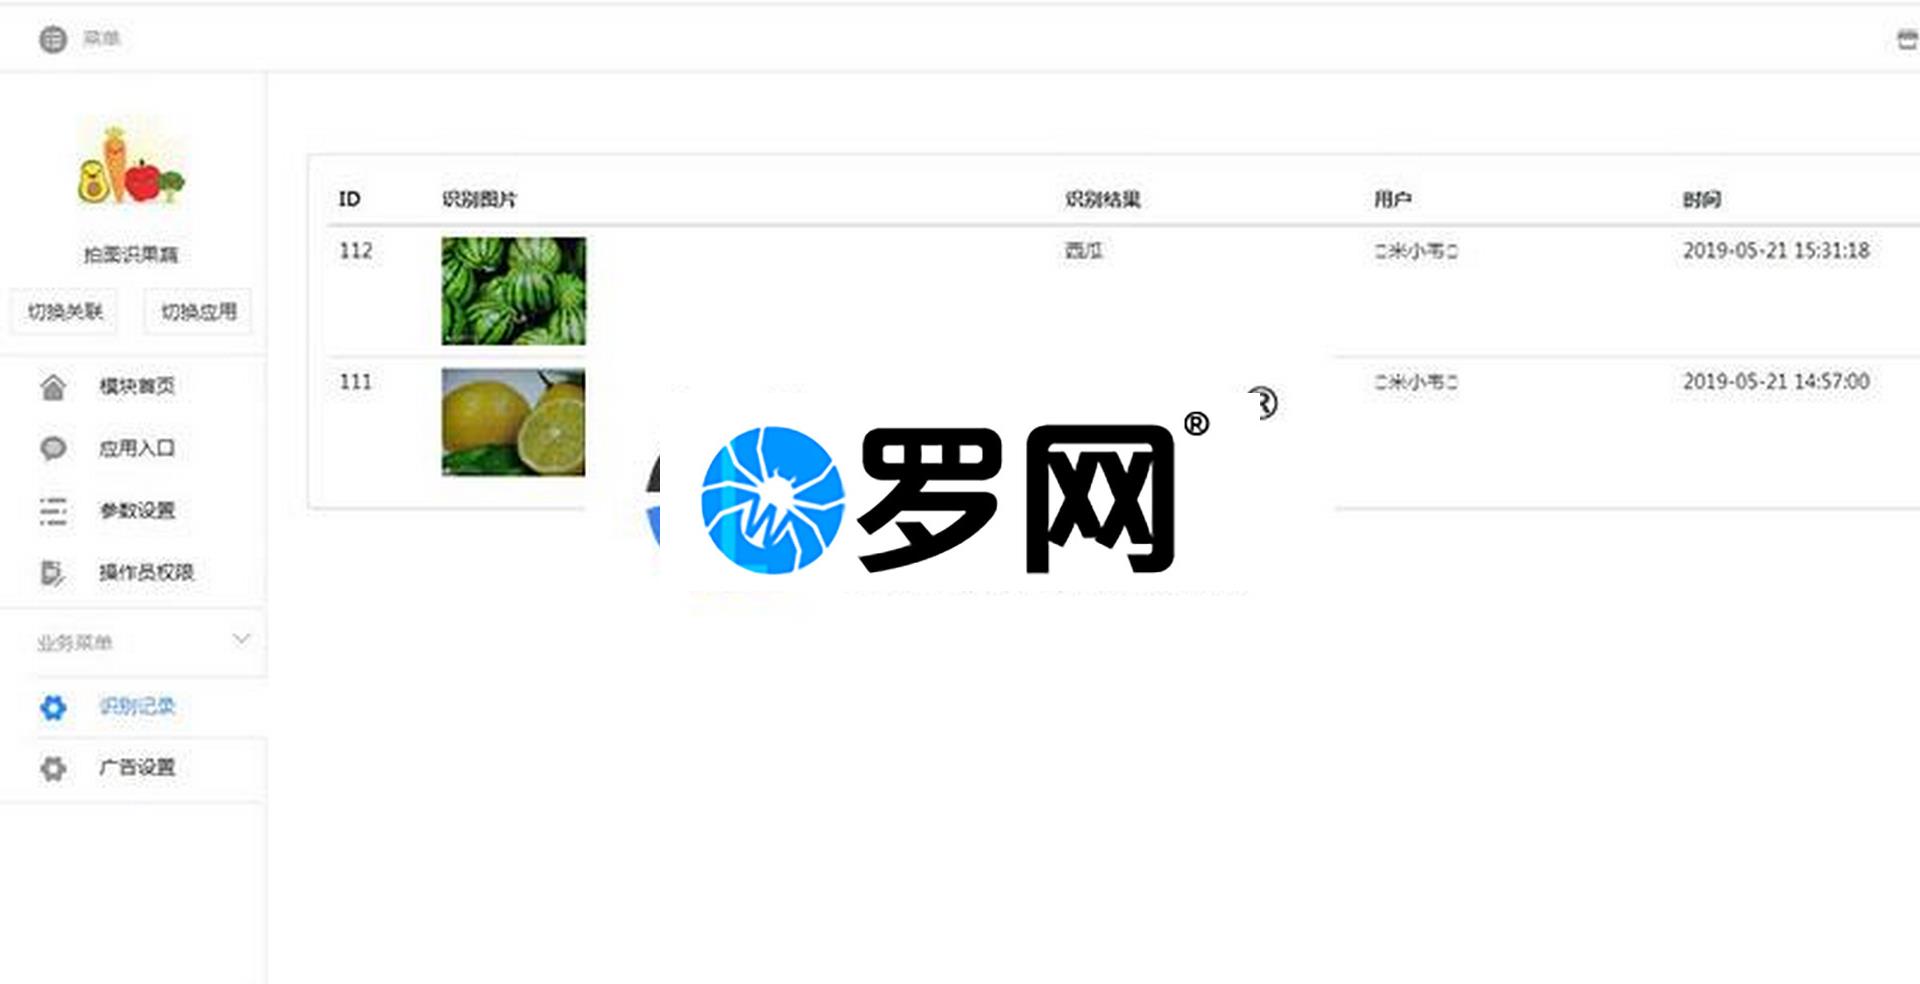 菜单
拍图识果蔬
切换关联 切换应用
模块首页
应用入口
参数设置
操作员权限
业务菜单
识别记录
广告设置
ID 识别图片 识别结果 用户 时间
112 西瓜 米小韦 2019-05-21 15:31:18
111 米小韦 2019-05-21 14:57:00
罗网®
®